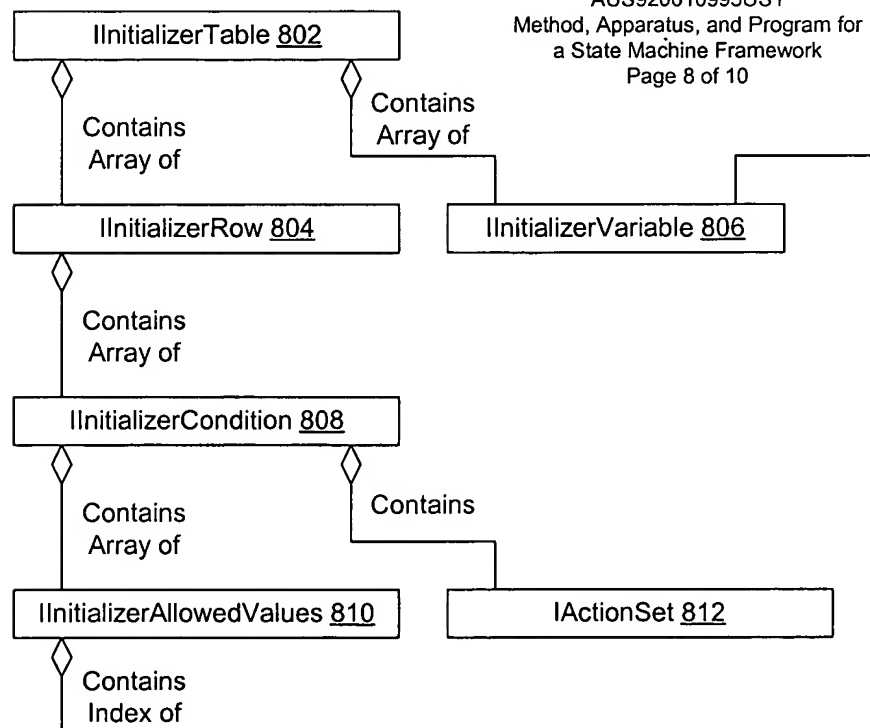 Method, Apparatus, and Program for
a State Machine Framework
Page 8 of 10
IInitializerTable 802
Contains
Array of
Contains
Array of
IInitializerRow 804
IInitializerVariable 806
Contains
Array of
IInitializerCondition 808
Contains
Array of
Contains
IInitializerAllowedValues 810
IActionSet 812
Contains
Index of